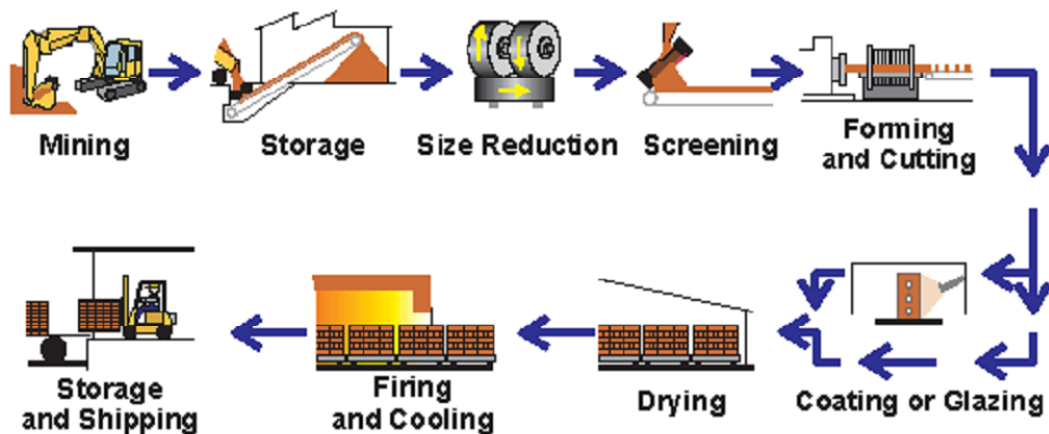 Mining
Storage
Size Reduction
Screening
Forming
and Cutting
Storage
and Shipping
Firing
and Cooling
Drying
Coating or Glazing